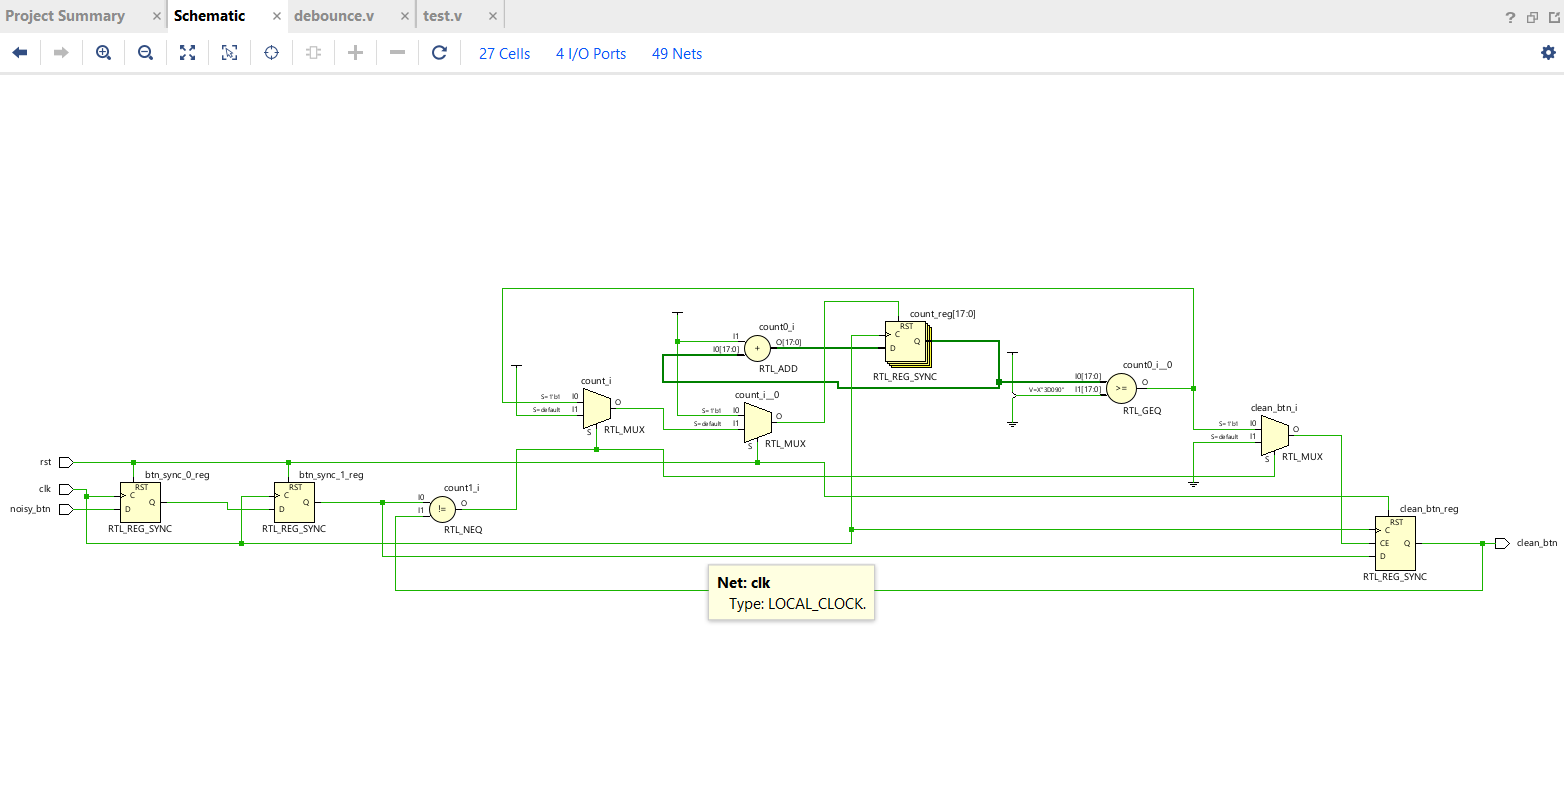 Project Summary × Schematic × debounce.v × test.v × ?
27 Cells 4 I/O Ports 49 Nets
count_reg[17:0]
RST
C
D Q
RTL_REG_SYNC
count0_i
I1
I0[17:0] + O[17:0]
RTL_ADD
count0_i__0
I0[17:0] O
V=X"3D090" I1[17:0] >=
RTL_GEQ
count_i
S=1'b1 I0 O
S=default I1
S RTL_MUX
count_i__0
S=1'b1 I0 O
S=default I1
S RTL_MUX
clean_btn_i
S=1'b1 I0 O
S=default I1
S RTL_MUX
rst
clk
noisy_btn
btn_sync_0_reg
RST
C
D Q
RTL_REG_SYNC
btn_sync_1_reg
RST
C
D Q
RTL_REG_SYNC
count1_i
I0 O
I1 !=
RTL_NEQ
clean_btn_reg
RST
C
CE Q
D
RTL_REG_SYNC
clean_btn
Net: clk
Type: LOCAL_CLOCK.